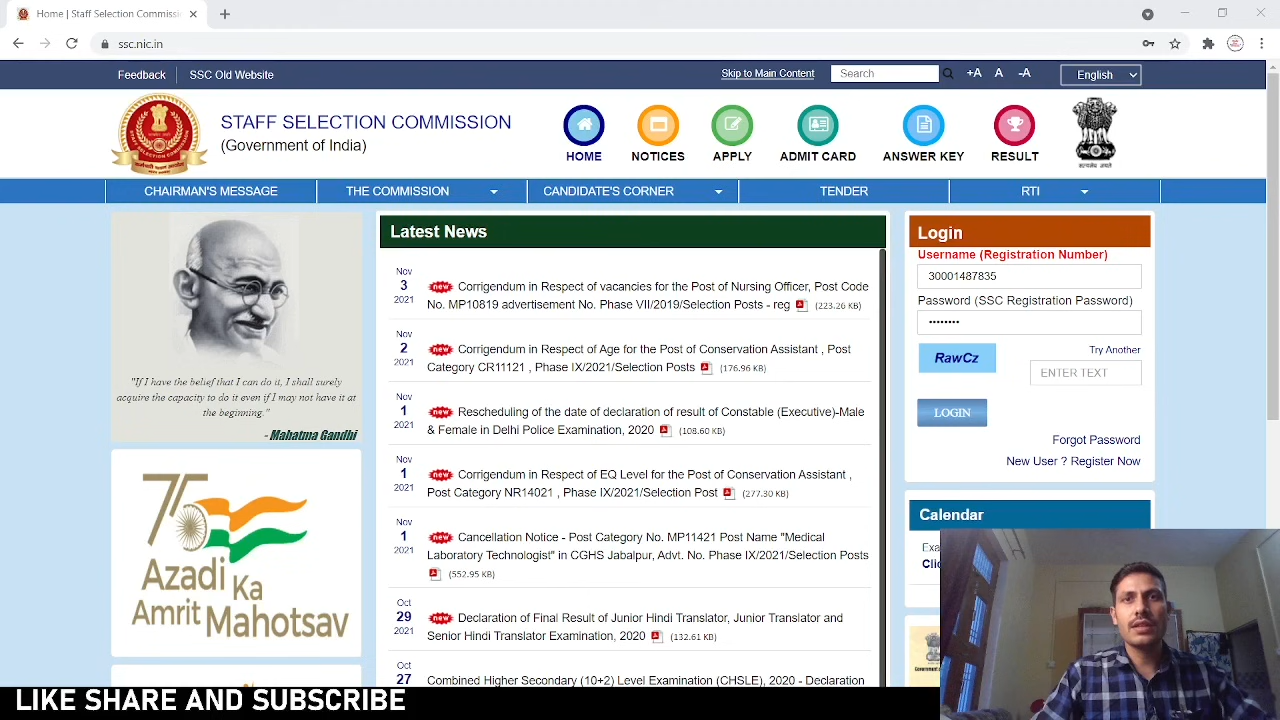 Home | Staff Selection Commissi
ssc.nic.in
Feedback
SSC Old Website
Skip to Main Content
Search
+A
A
-A
English
STAFF SELECTION COMMISSION
(Government of India)
HOME
NOTICES
APPLY
ADMIT CARD
ANSWER KEY
RESULT
CHAIRMAN'S MESSAGE
THE COMMISSION
CANDIDATE'S CORNER
TENDER
RTI
"If I have the belief that I can do it, I shall surely
acquire the capacity to do it even if I may not have it at
the beginning."
- Mahatma Gandhi
75
Azadi Ka
Amrit Mahotsav
Latest News
Nov
3
2021
new Corrigendum in Respect of vacancies for the Post of Nursing Officer, Post Code
No. MP10819 advertisement No. Phase VII/2019/Selection Posts - reg (223.26 KB)
Nov
2
2021
new Corrigendum in Respect of Age for the Post of Conservation Assistant , Post
Category CR11121 , Phase IX/2021/Selection Posts (176.96 KB)
Nov
1
2021
new Rescheduling of the date of declaration of result of Constable (Executive)-Male
& Female in Delhi Police Examination, 2020 (108.60 KB)
Nov
1
2021
new Corrigendum in Respect of EQ Level for the Post of Conservation Assistant ,
Post Category NR14021 , Phase IX/2021/Selection Post (277.30 KB)
Nov
1
2021
new Cancellation Notice - Post Category No. MP11421 Post Name "Medical
Laboratory Technologist" in CGHS Jabalpur, Advt. No. Phase IX/2021/Selection Posts
(552.95 KB)
Oct
29
2021
new Declaration of Final Result of Junior Hindi Translator, Junior Translator and
Senior Hindi Translator Examination, 2020 (132.61 KB)
Oct
27
Combined Higher Secondary (10+2) Level Examination (CHSLE), 2020 - Declaration
Login
Username (Registration Number)
30001487835
Password (SSC Registration Password)
••••••••
RawCz
Try Another
ENTER TEXT
LOGIN
Forgot Password
New User ? Register Now
Calendar
LIKE SHARE AND SUBSCRIBE